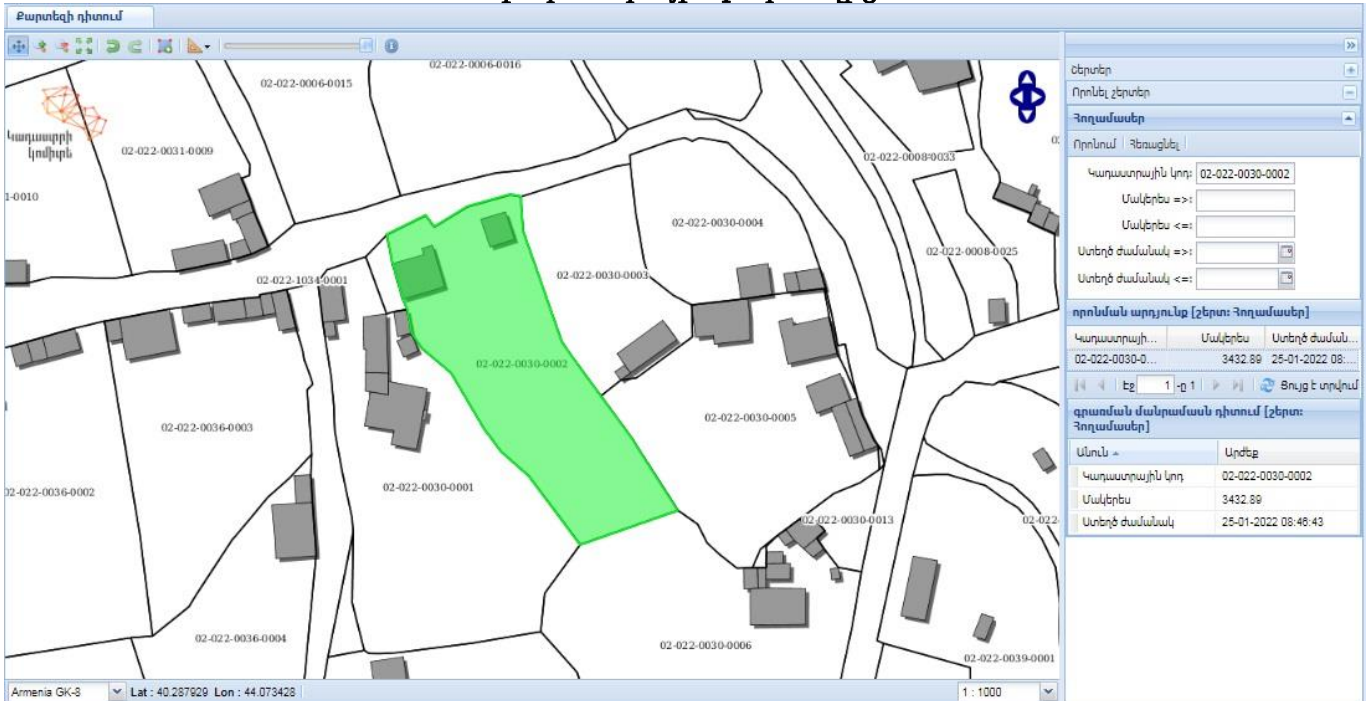 Քարտեզի դիտում
02-022-0006-0016
02-022-0006-0015
Կադաստրի
կոմիտե
02-022-0031-0009
02-022-0008-0033
1-0010
02-022-0030-0004
02-022-0008-0025
02-022-1034-0001
02-022-0030-0003
02-022-0030-0002
02-022-0030-0005
02-022-0036-0003
02-022-0036-0002
02-022-0030-0001
02-022-0030-0013
02-022-
02-022-0036-0004
02-022-0030-0006
02-022-0039-0001
Armenia GK-8
Lat : 40.287929 Lon : 44.073428
1 : 1000
Շերտեր
Որոնել շերտեր
Հողամասեր
Որոնում Հեռացնել
Կադաստրային կոդ: 02-022-0030-0002
Մակերես =>:
Մակերես <=:
Ստեղծ ժամանակ =>:
Ստեղծ ժամանակ <=:
որոնման արդյունք [շերտ: Հողամասեր]
Կադաստրայի... Մակերես Ստեղծ ժաման...
02-022-0030-0... 3432.89 25-01-2022 08:...
Էջ 1 -ը 1 Ցույց է տրվում
գրառման մանրամասն դիտում [շերտ:
Հողամասեր]
Անուն Արժեք
Կադաստրային կոդ 02-022-0030-0002
Մակերես 3432.89
Ստեղծ ժամանակ 25-01-2022 08:46:43